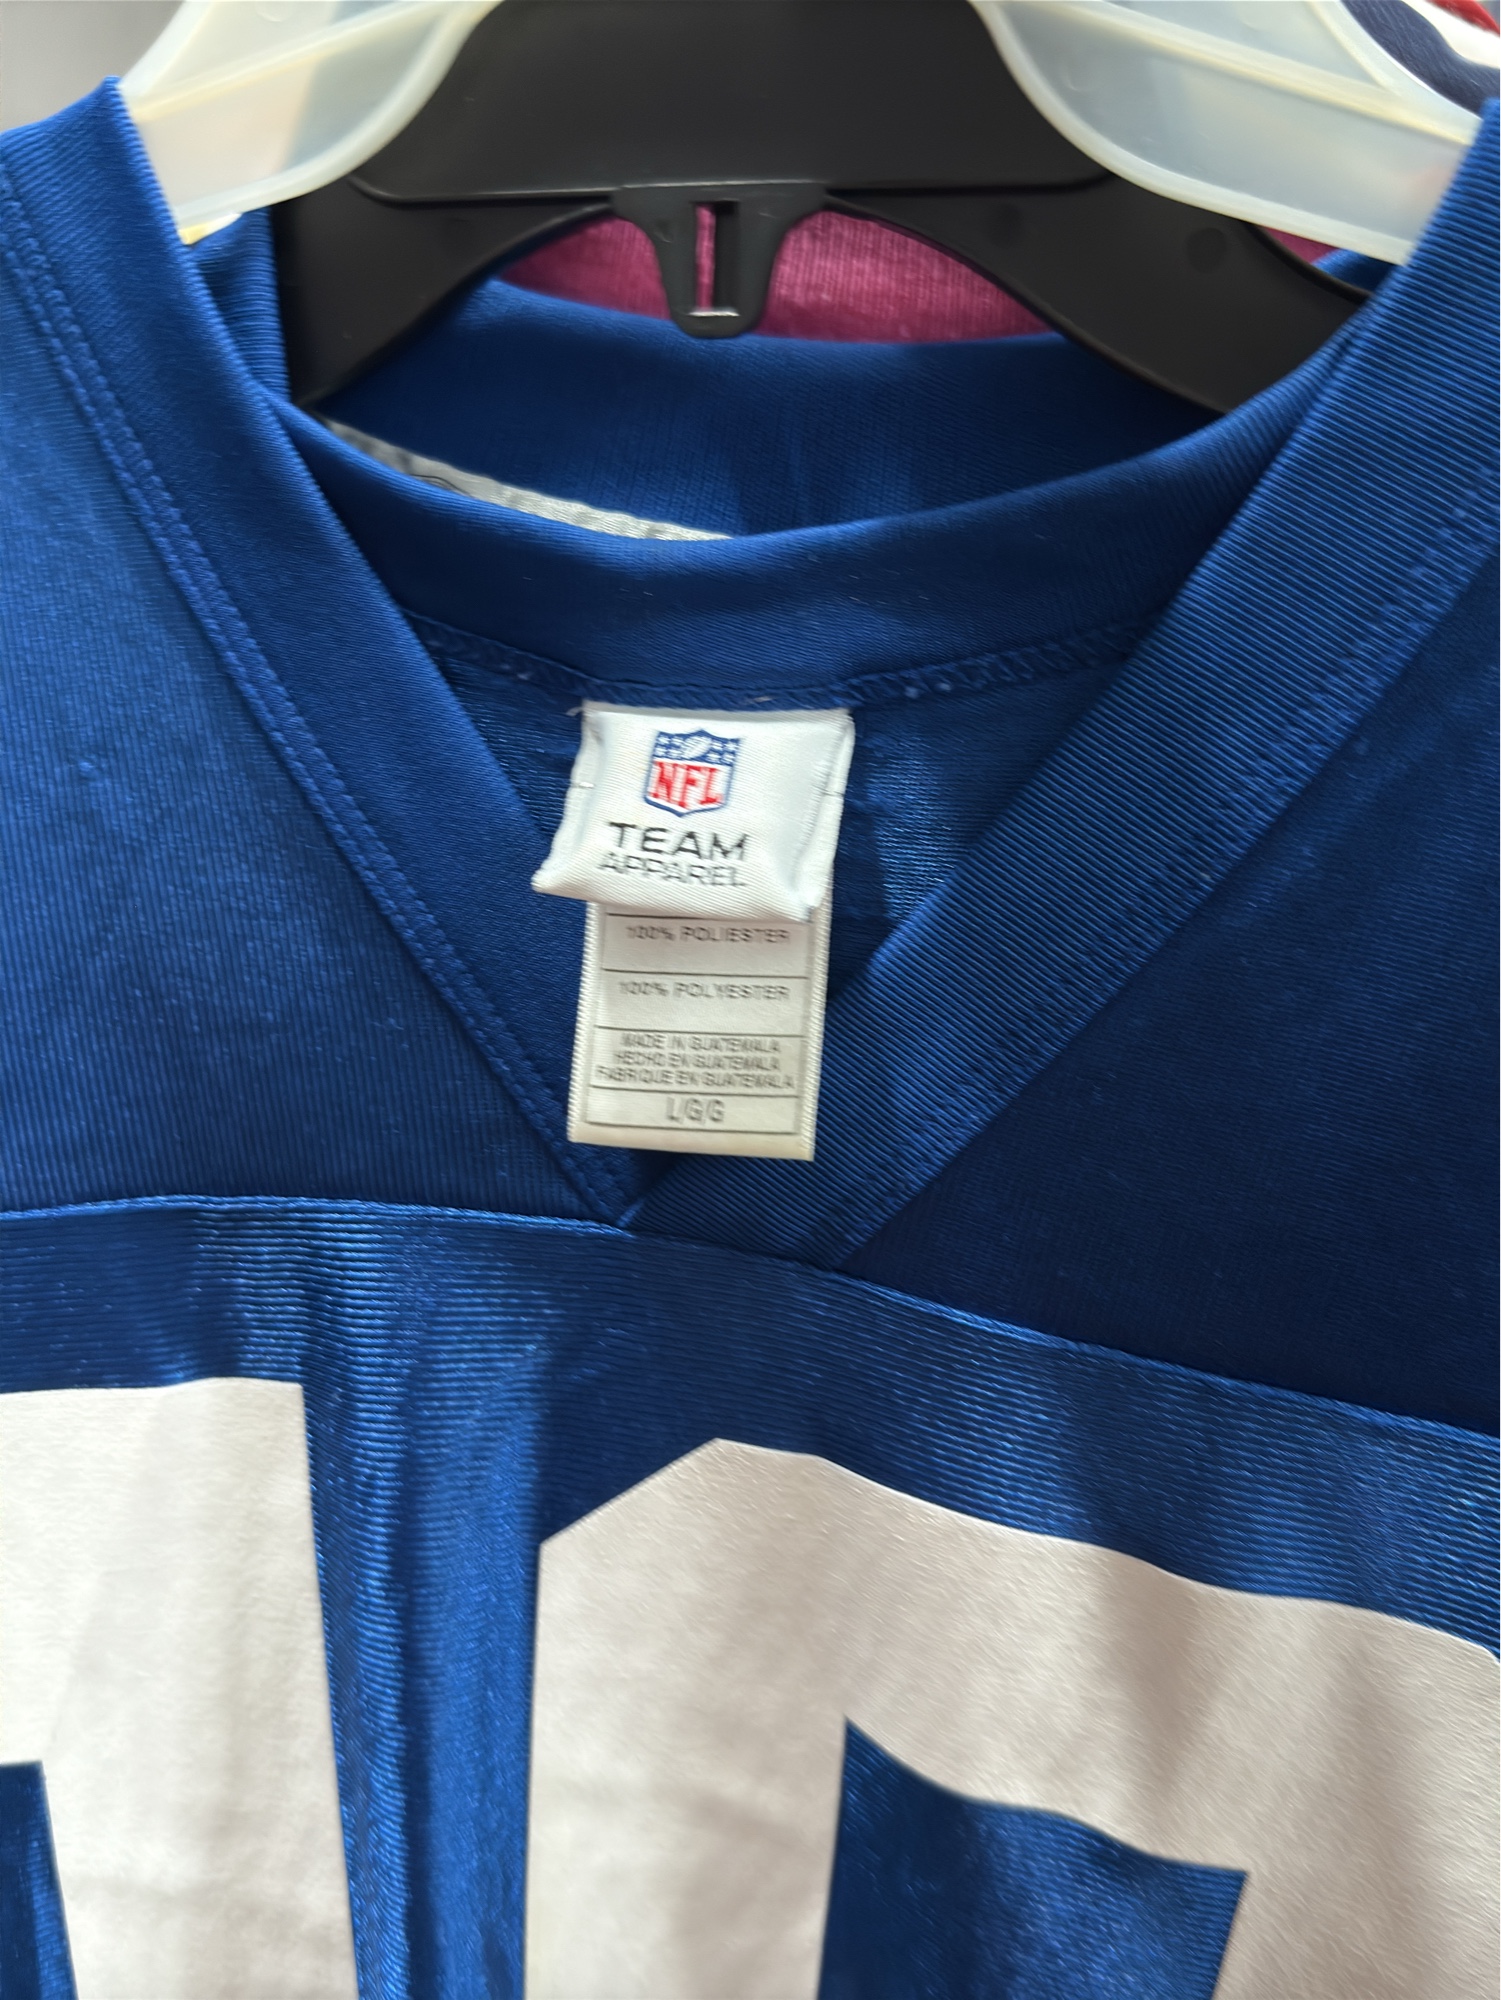 NFL
TEAM
APPAREL
100% POLIESTER
100% POLYESTER
MADE IN GUATEMALA
HECHO EN GUATEMALA
FABRIQUE EN GUATEMALA
L/G/G